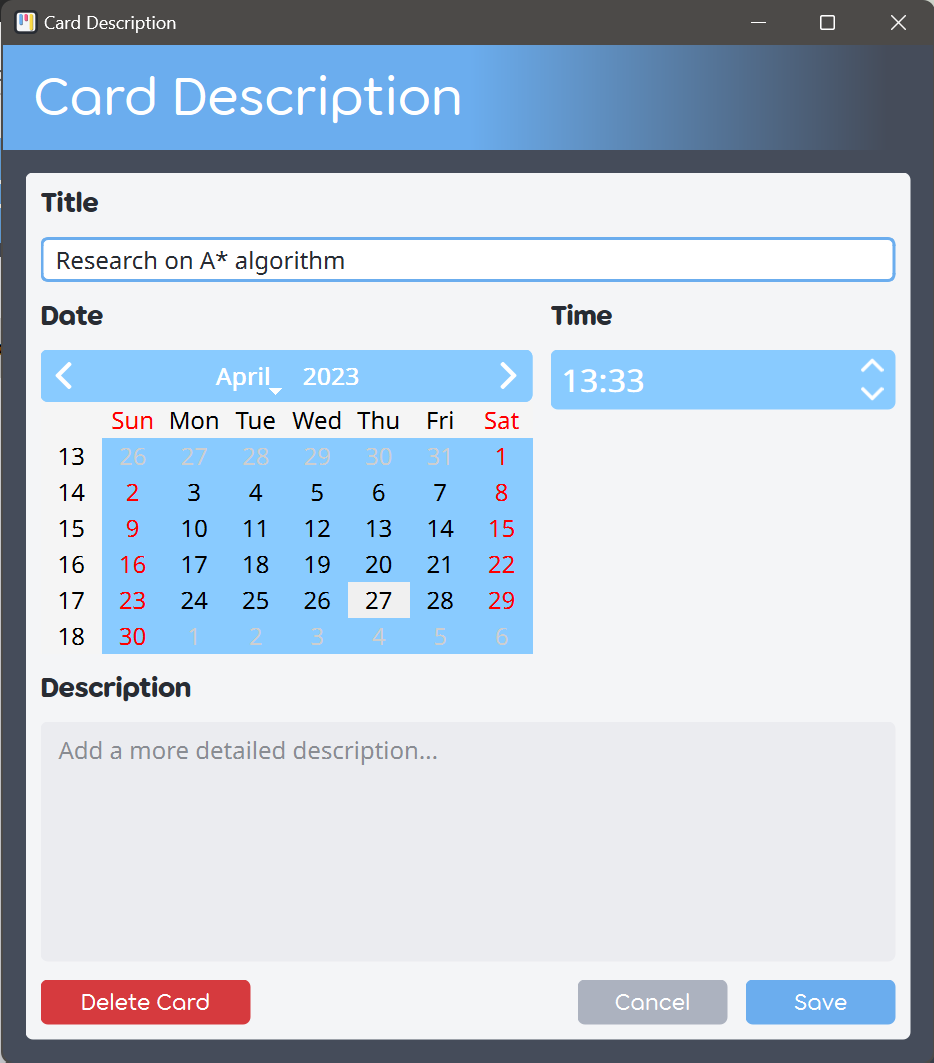 Card Description
Card Description
Title
Research on A* algorithm
Date Time
April 2023 13:33
Sun Mon Tue Wed Thu Fri Sat
13 26 27 28 29 30 31 1
14 2 3 4 5 6 7 8
15 9 10 11 12 13 14 15
16 16 17 18 19 20 21 22
17 23 24 25 26 27 28 29
18 30 1 2 3 4 5 6
Description
Add a more detailed description...
Delete Card Cancel Save